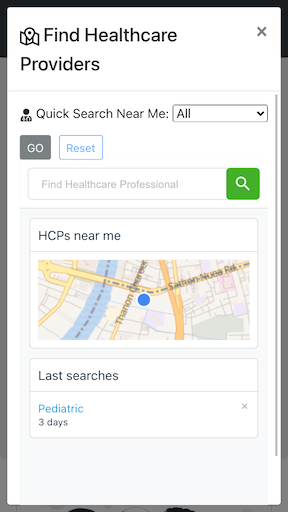 Find Healthcare
Providers
×
Quick Search Near Me: All
GO Reset
Find Healthcare Professional
HCPs near me
Sathon Nuea Rd.
Thanon Charoen
Last searches
Pediatric ×
3 days